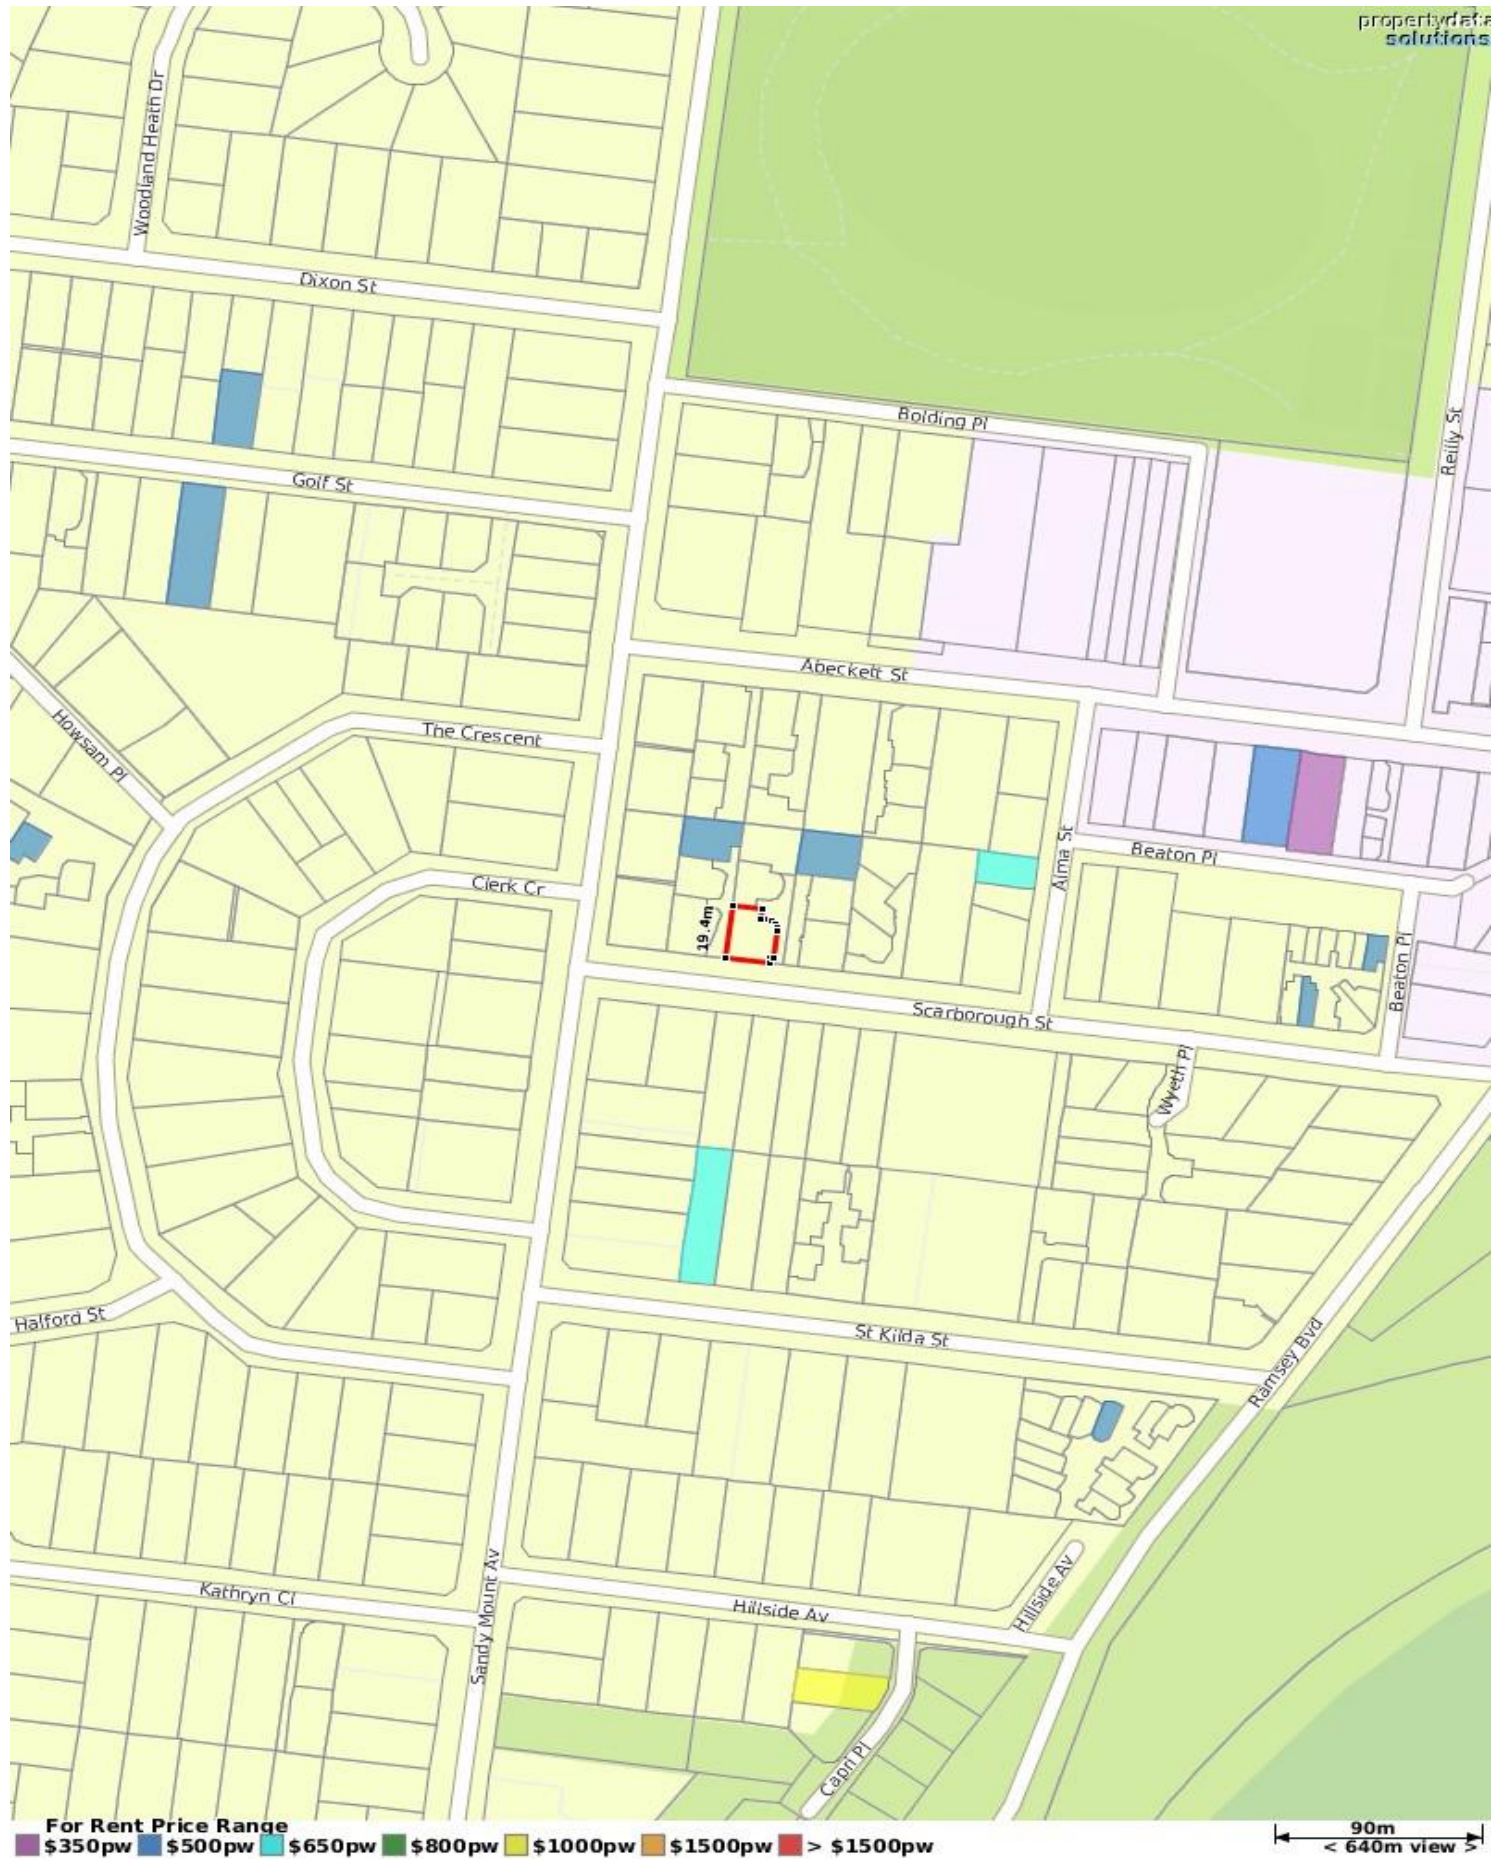 propertydata
solutions
Woodland Heath Dr
Dixon St
Bolding Pl
Reilly St
Golf St
Abeckett St
The Crescent
Howsam Pl
Alma St
Beaton Pl
Clerk Cr
19.4m
Beaton Pl
Scarborough St
Wyeth Pl
Halford St
St Kilda St
Ramsey Bvd
Sandy Mount Av
Kathryn Cl
Hillside Av
Hillside Av
Capri Pl
For Rent Price Range
$350pw $500pw $650pw $800pw $1000pw $1500pw > $1500pw
90m
< 640m view >